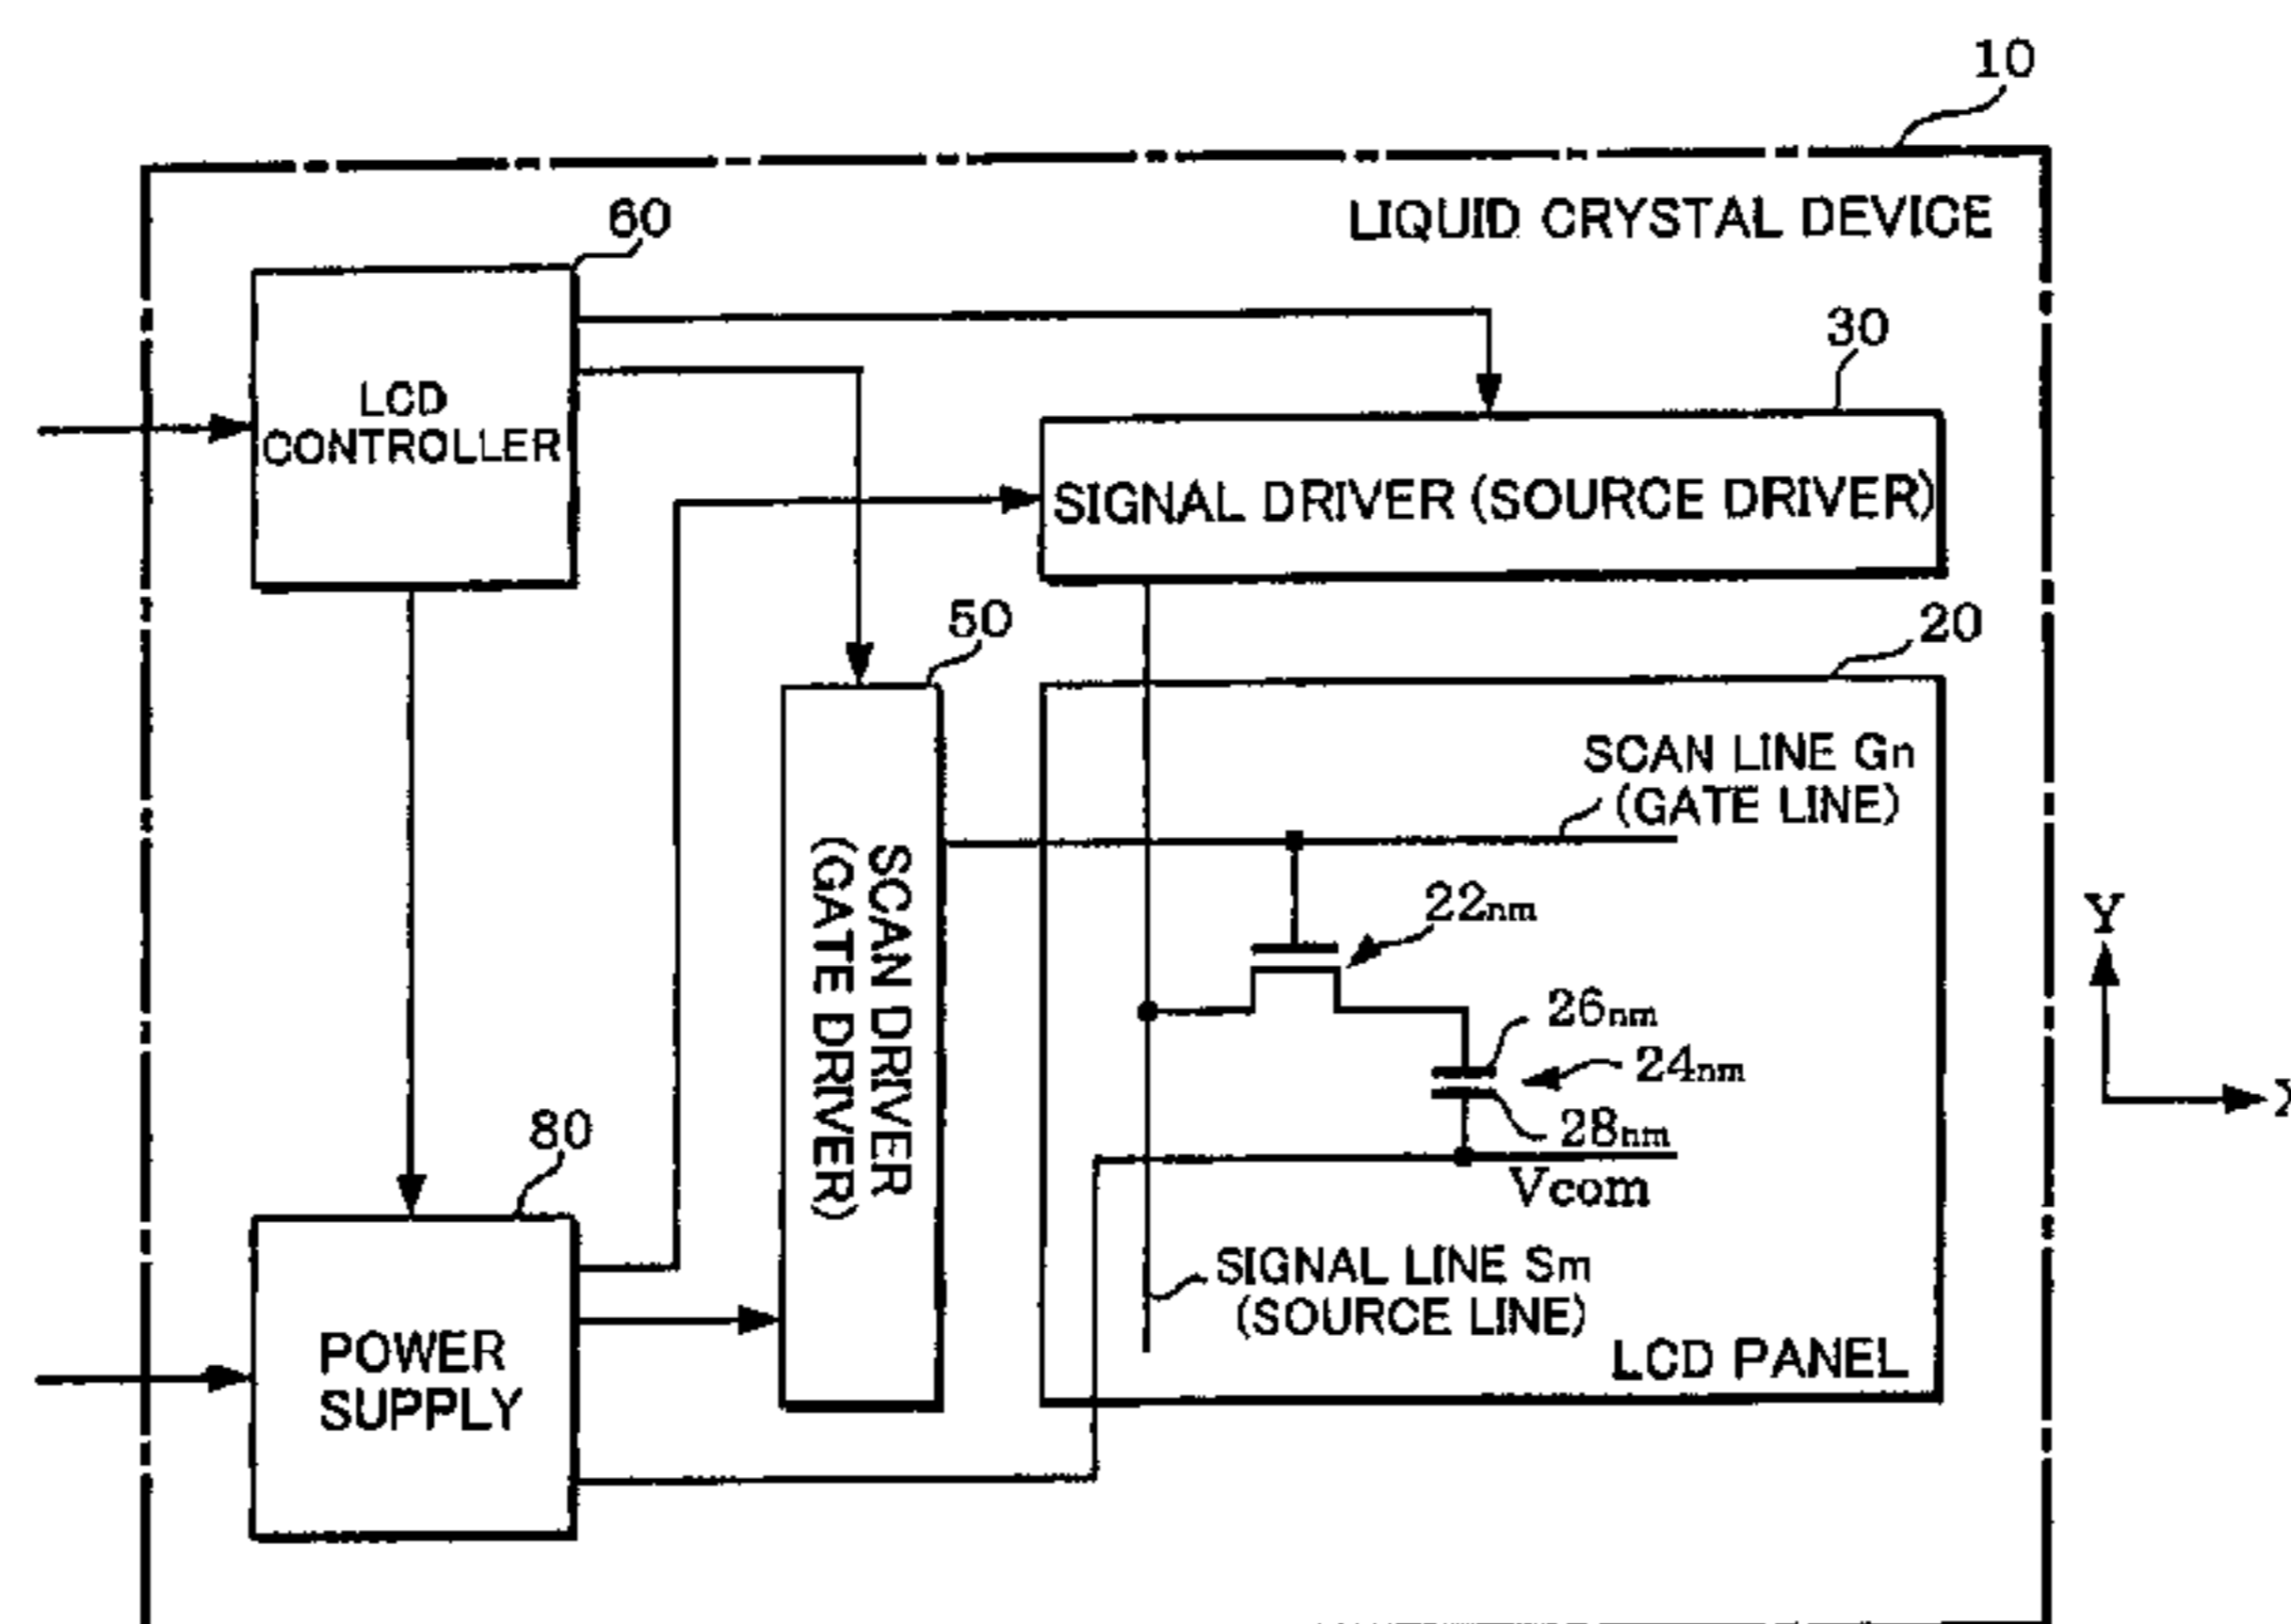 10
LIQUID CRYSTAL DEVICE
60
LCD
CONTROLLER
30
SIGNAL DRIVER (SOURCE DRIVER)
50
SCAN DRIVER
(GATE DRIVER)
20
SCAN LINE Gn
(GATE LINE)
22nm
26nm
24nm
28nm
Vcom
SIGNAL LINE Sm
(SOURCE LINE)
LCD PANEL
80
POWER
SUPPLY
Y
X